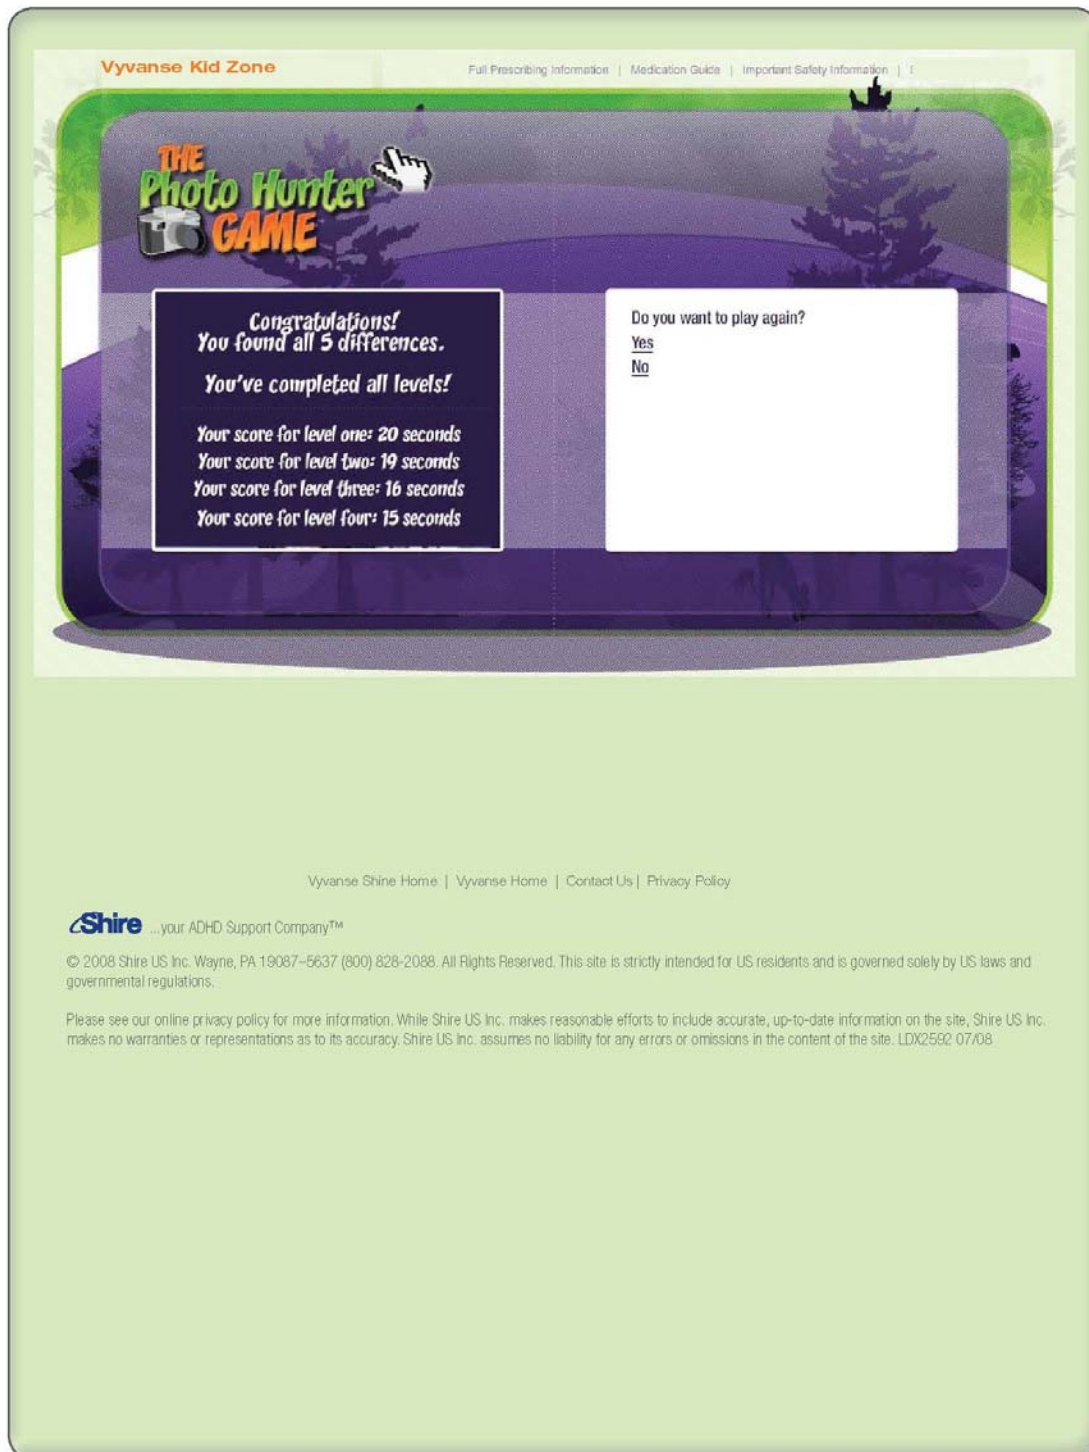 Vyvanse Kid Zone
Full Prescribing Information | Medication Guide | Important Safety Information |
THE
Photo Hunter
GAME
Congratulations!
You found all 5 differences.
You've completed all levels!
Your score for level one: 20 seconds
Your score for level two: 19 seconds
Your score for level three: 16 seconds
Your score for level four: 15 seconds
Do you want to play again?
Yes
No
Vyvanse Shine Home | Vyvanse Home | Contact Us | Privacy Policy
Shire ...your ADHD Support Company™
© 2008 Shire US Inc. Wayne, PA 19087–5637 (800) 828-2088. All Rights Reserved. This site is strictly intended for US residents and is governed solely by US laws and
governmental regulations.
Please see our online privacy policy for more information. While Shire US Inc. makes reasonable efforts to include accurate, up-to-date information on the site, Shire US Inc.
makes no warranties or representations as to its accuracy. Shire US Inc. assumes no liability for any errors or omissions in the content of the site. LDX2592 07/08